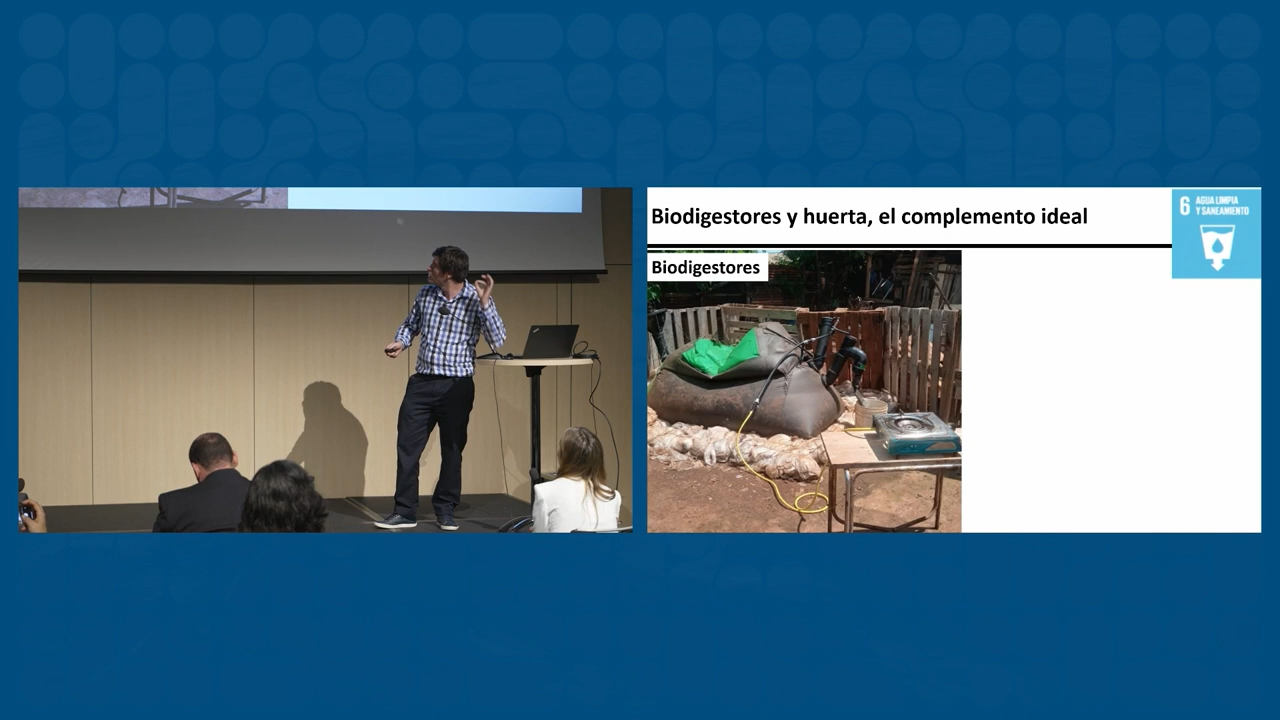 Biodigestores y huerta, el complemento ideal
6 AGUA LIMPIA
Y SANEAMIENTO
Biodigestores